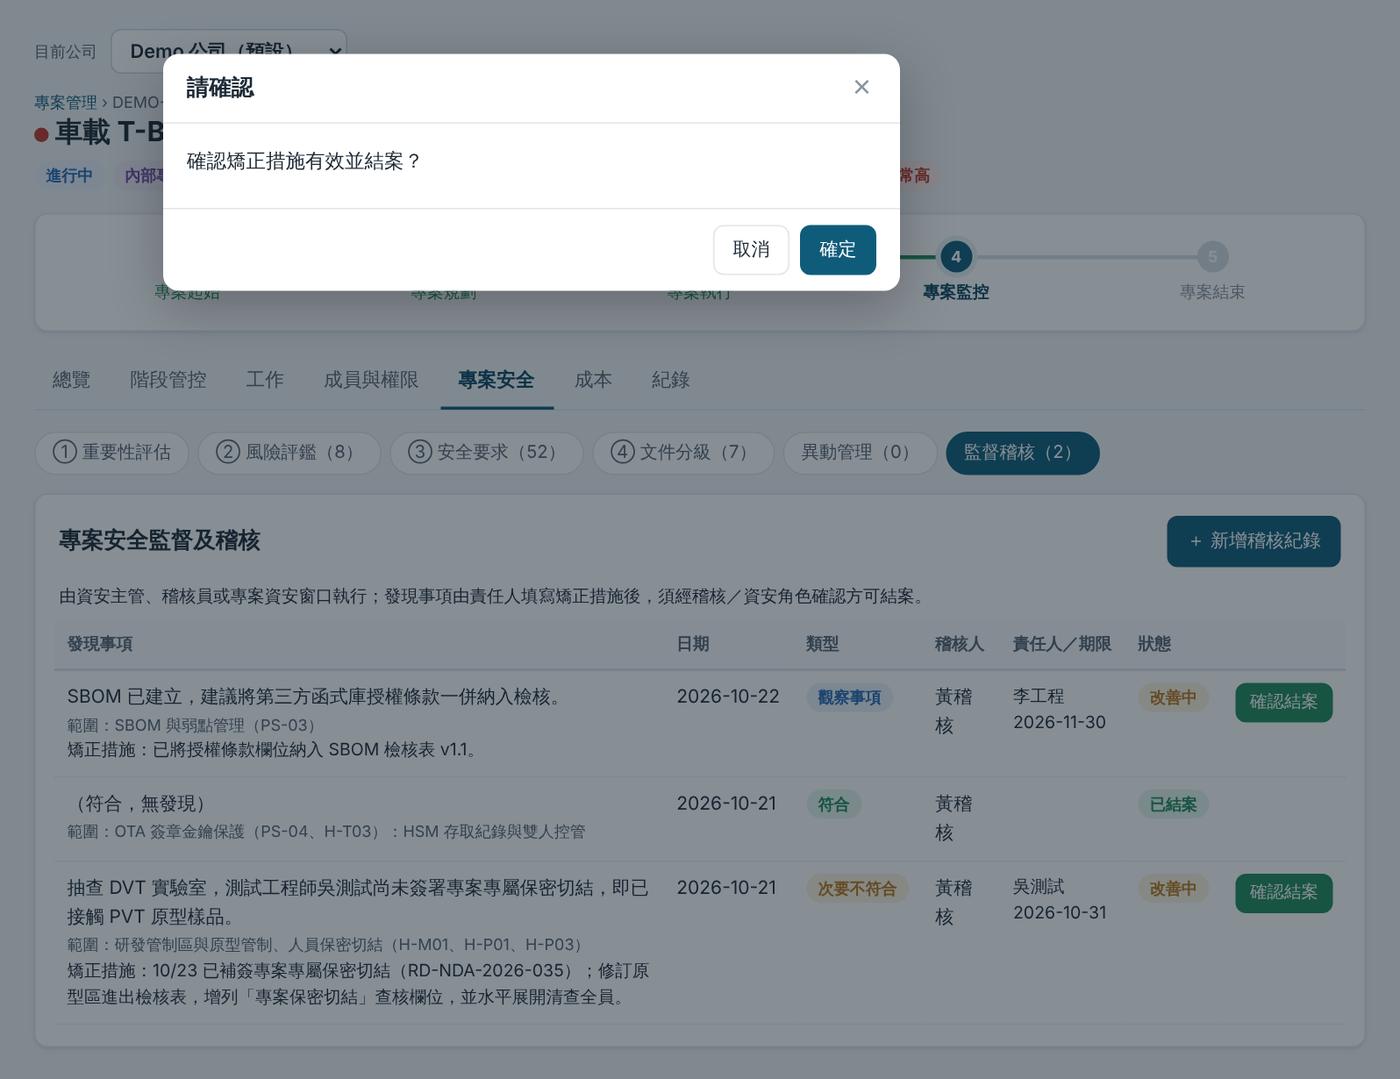 目前公司
Demo 公司（預設）
專案管理 › DEMO-
車載 T-B
進行中
內部專
常高
請確認
×
確認矯正措施有效並結案？
取消
確定
4
5
專案起始
專案規劃
專案執行
專案監控
專案結束
總覽
階段管控
工作
成員與權限
專案安全
成本
紀錄
① 重要性評估
② 風險評鑑（8）
③ 安全要求（52）
④ 文件分級（7）
異動管理（0）
監督稽核（2）
專案安全監督及稽核
＋ 新增稽核紀錄
由資安主管、稽核員或專案資安窗口執行；發現事項由責任人填寫矯正措施後，須經稽核／資安角色確認方可結案。
發現事項
日期
類型
稽核人
責任人／期限
狀態
SBOM 已建立，建議將第三方函式庫授權條款一併納入檢核。
範圍：SBOM 與弱點管理（PS-03）
矯正措施：已將授權條款欄位納入 SBOM 檢核表 v1.1。
2026-10-22
觀察事項
黃稽
核
李工程
2026-11-30
改善中
確認結案
（符合，無發現）
範圍：OTA 簽章金鑰保護（PS-04、H-T03）：HSM 存取紀錄與雙人控管
2026-10-21
符合
黃稽
核
已結案
抽查 DVT 實驗室，測試工程師吳測試尚未簽署專案專屬保密切結，即已
接觸 PVT 原型樣品。
範圍：研發管制區與原型管制、人員保密切結（H-M01、H-P01、H-P03）
矯正措施：10/23 已補簽專案專屬保密切結（RD-NDA-2026-035）；修訂原
型區進出檢核表，增列「專案保密切結」查核欄位，並水平展開清查全員。
2026-10-21
次要不符合
黃稽
核
吳測試
2026-10-31
改善中
確認結案